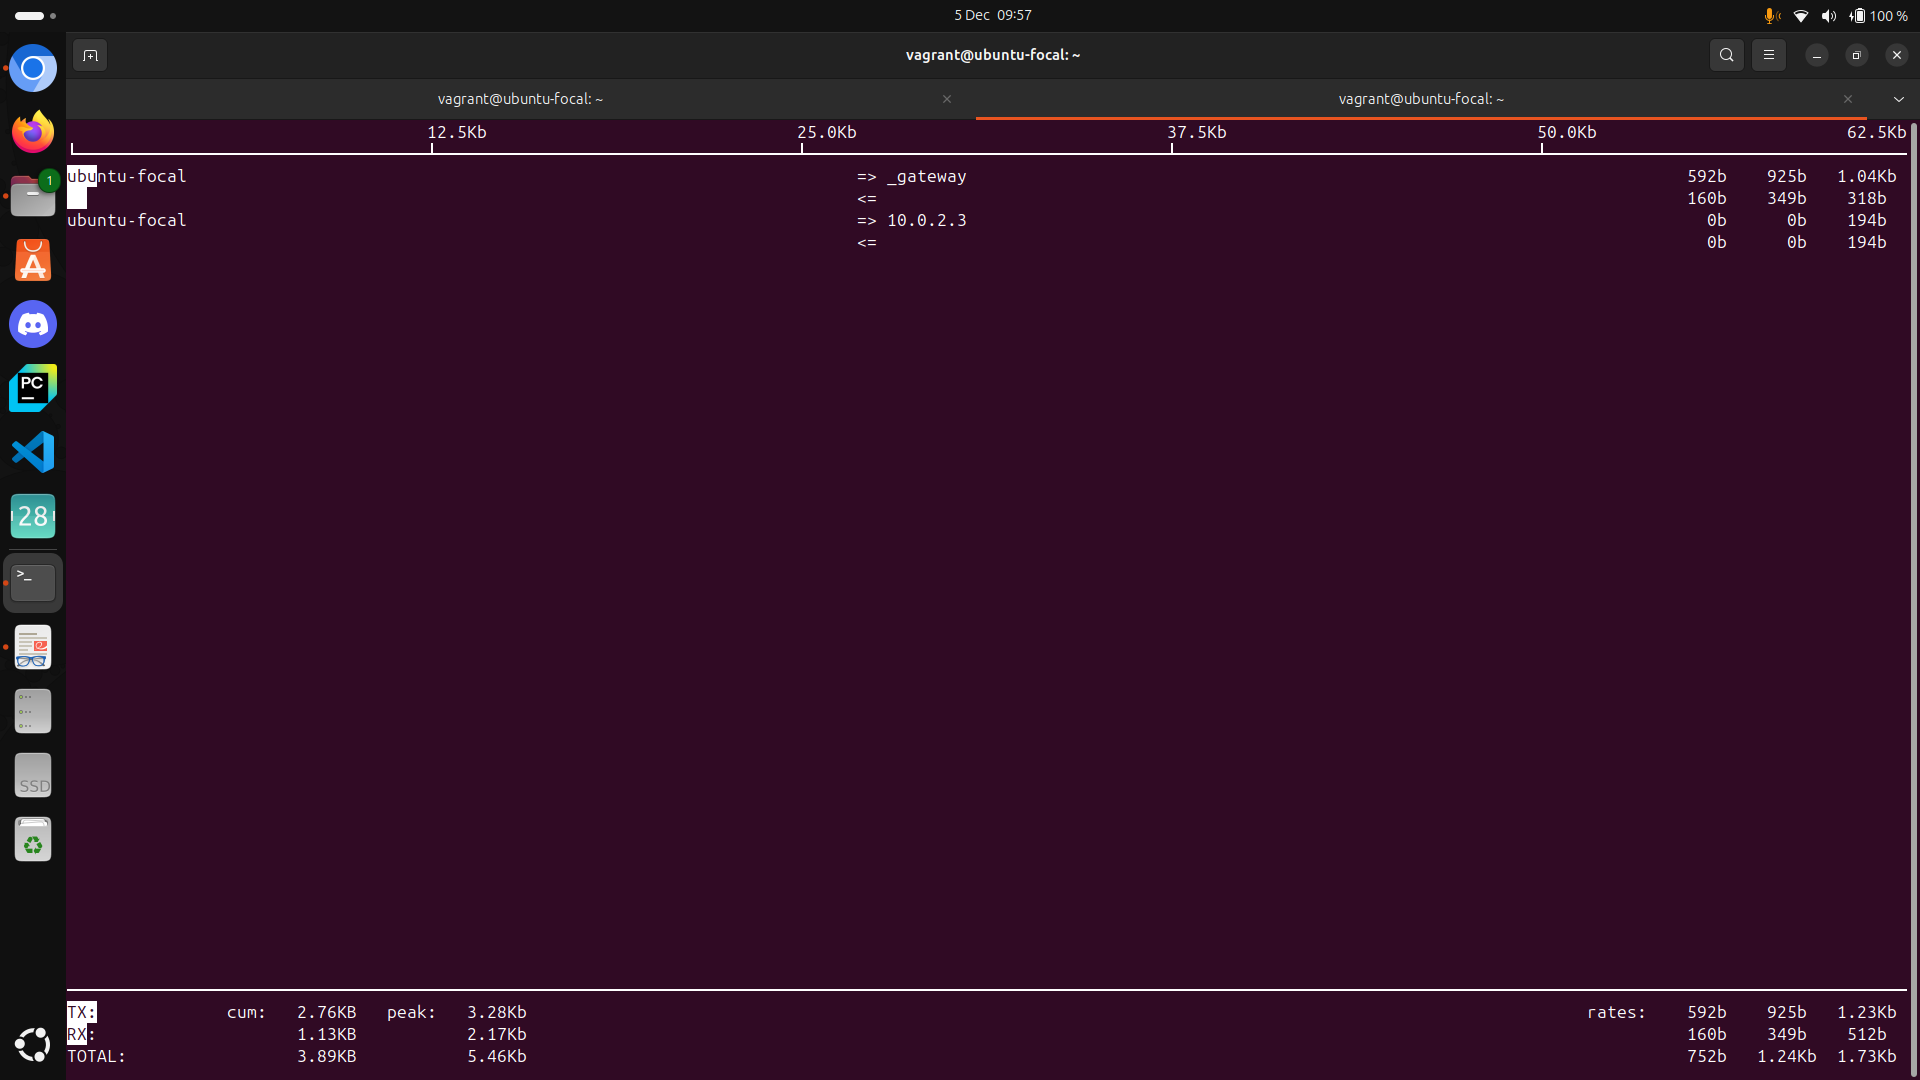 5 Dec 09:57
100 %
vagrant@ubuntu-focal: ~
vagrant@ubuntu-focal: ~
vagrant@ubuntu-focal: ~
12.5Kb 25.0Kb 37.5Kb 50.0Kb 62.5Kb
ubuntu-focal => _gateway 592b 925b 1.04Kb
<= 160b 349b 318b
ubuntu-focal => 10.0.2.3 0b 0b 194b
<= 0b 0b 194b
1
PC
28
>_
SSD
TX: cum: 2.76KB peak: 3.28Kb rates: 592b 925b 1.23Kb
RX: 1.13KB 2.17Kb 160b 349b 512b
TOTAL: 3.89KB 5.46Kb 752b 1.24Kb 1.73Kb